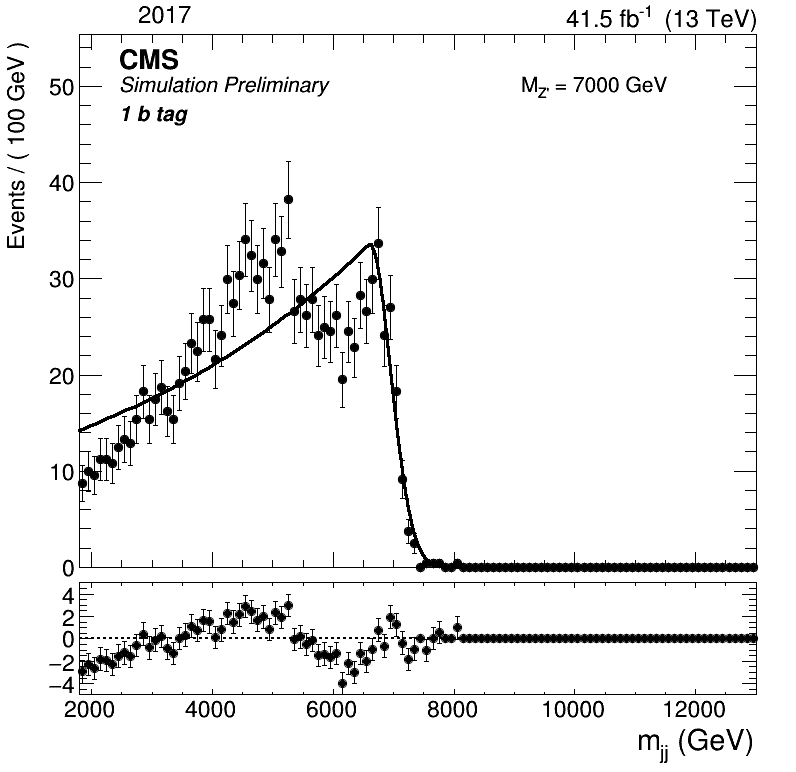 2017
41.5 fb-1 (13 TeV)
CMS
Simulation Preliminary
1 b tag
MZ' = 7000 GeV
Events / ( 100 GeV )
50
40
30
20
10
0
4
2
0
−2
−4
2000 4000 6000 8000 10000 12000
mjj (GeV)